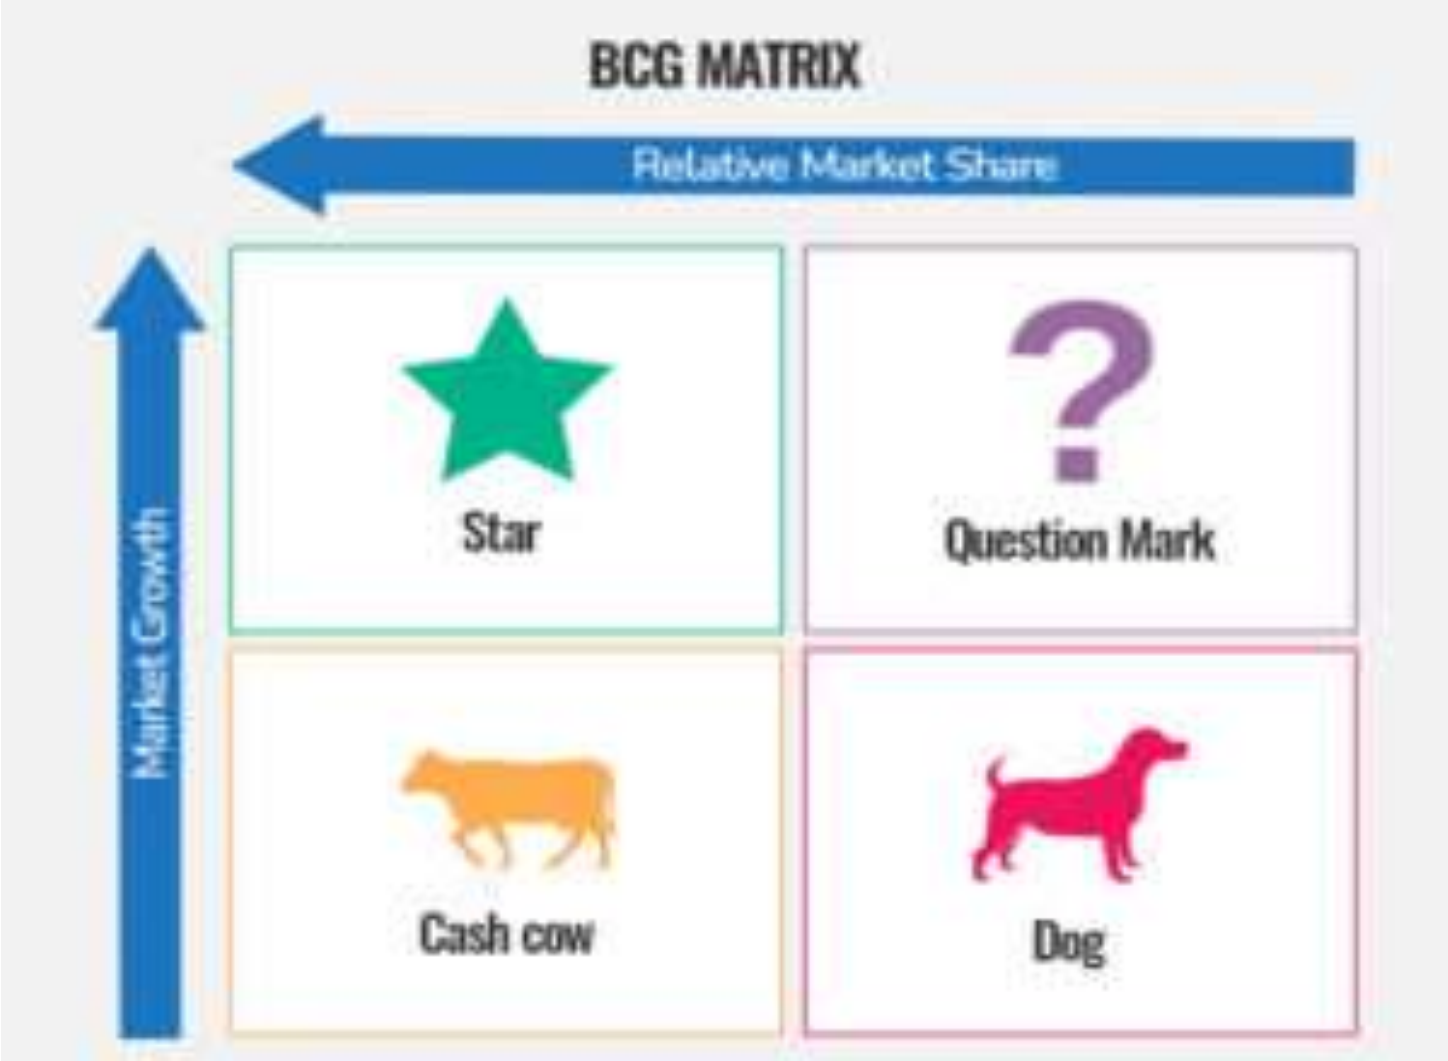 BCG MATRIX
Relative Market Share
Market Growth
Star
Question Mark
Cash cow
Dog